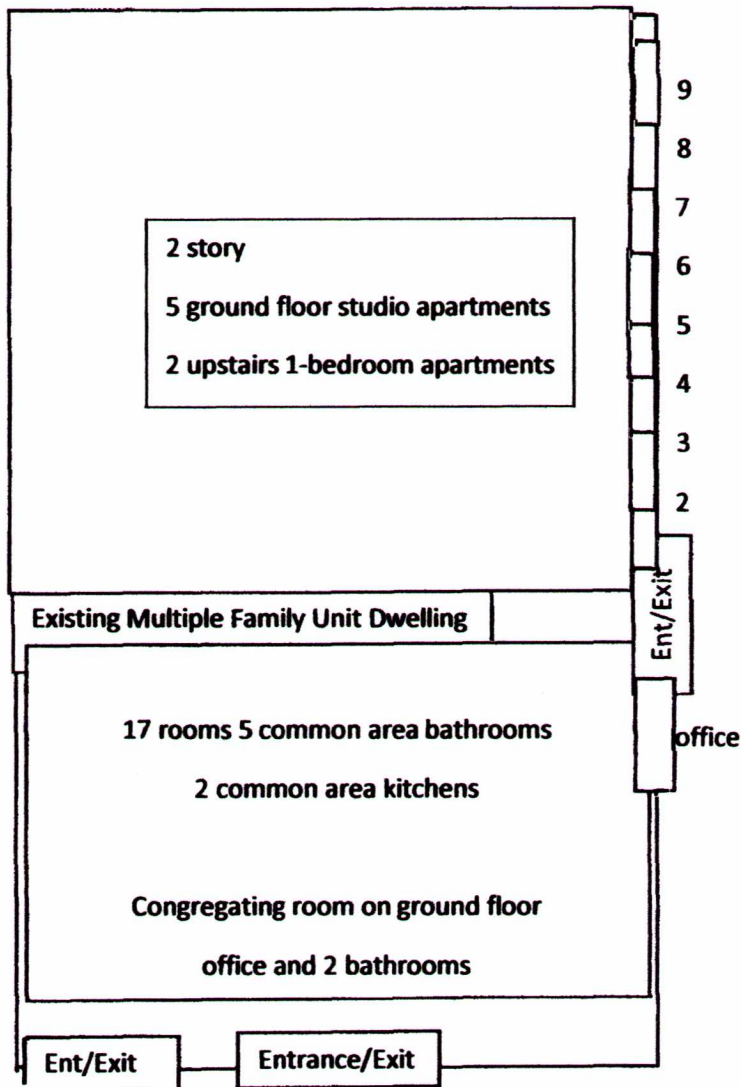 9
8
7
2 story
6
5 ground floor studio apartments
5
2 upstairs 1-bedroom apartments
4
3
2
Ent/Exit
Existing Multiple Family Unit Dwelling
17 rooms 5 common area bathrooms
office
2 common area kitchens
Congregating room on ground floor
office and 2 bathrooms
Ent/Exit
Entrance/Exit